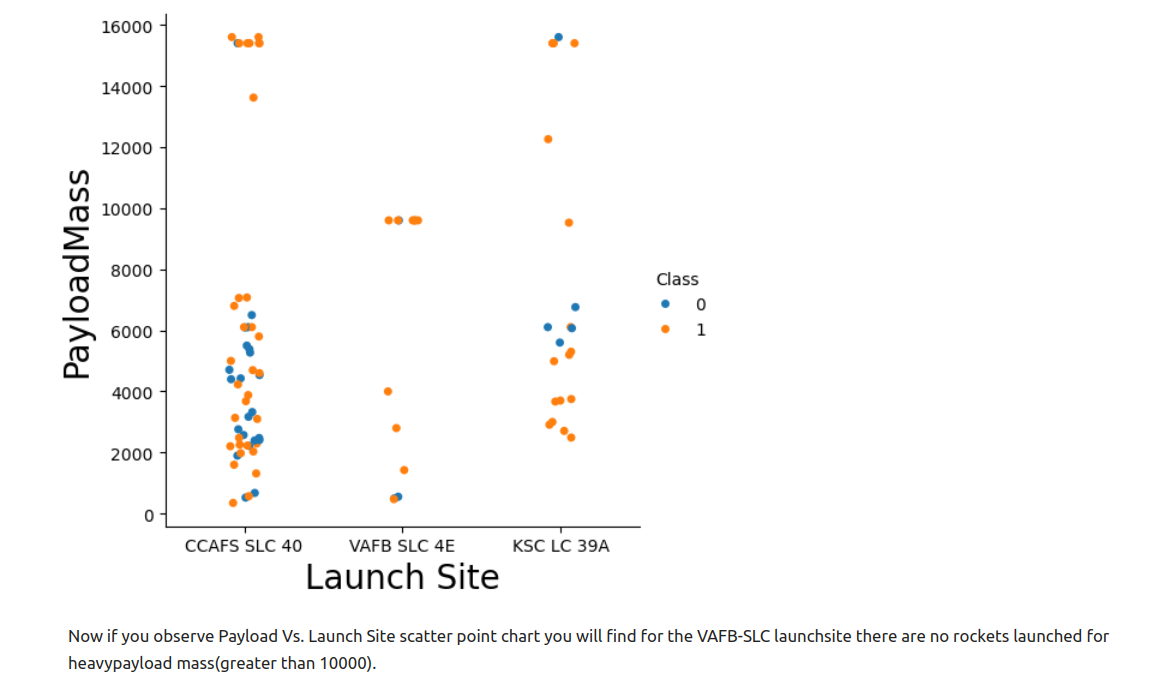 16000
14000
12000
10000
8000
6000
4000
2000
0
PayloadMass
CCAFS SLC 40 VAFB SLC 4E KSC LC 39A
Launch Site
Class
0
1
Now if you observe Payload Vs. Launch Site scatter point chart you will find for the VAFB-SLC launchsite there are no rockets launched for
heavypayload mass(greater than 10000).